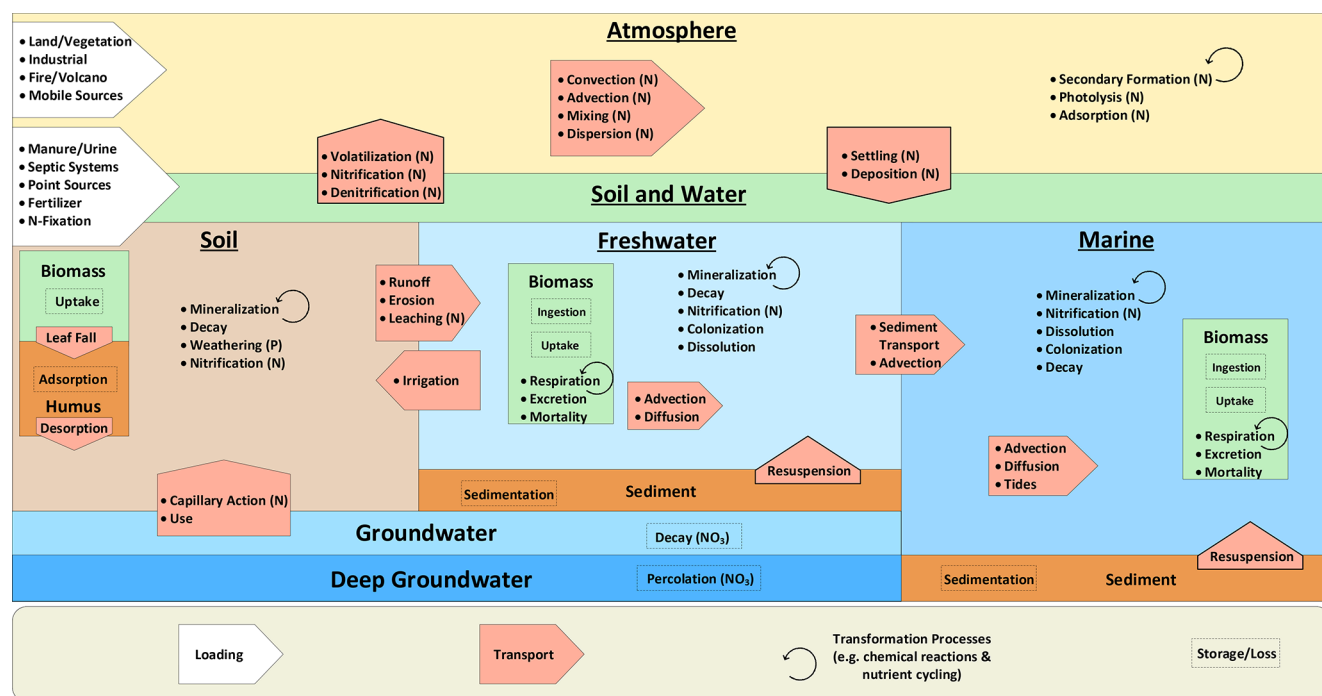 Atmosphere
• Land/Vegetation
• Industrial
• Fire/Volcano
• Mobile Sources
• Convection (N)
• Advection (N)
• Mixing (N)
• Dispersion (N)
• Secondary Formation (N)
• Photolysis (N)
• Adsorption (N)
• Manure/Urine
• Septic Systems
• Point Sources
• Fertilizer
• N-Fixation
• Volatilization (N)
• Nitrification (N)
• Denitrification (N)
• Settling (N)
• Deposition (N)
Soil and Water
Soil
Biomass
Uptake
Leaf Fall
Adsorption
Humus
Desorption
• Mineralization
• Decay
• Weathering (P)
• Nitrification (N)
• Runoff
• Erosion
• Leaching (N)
• Irrigation
• Capillary Action (N)
• Use
Freshwater
Biomass
Ingestion
Uptake
• Respiration
• Excretion
• Mortality
• Mineralization
• Decay
• Nitrification (N)
• Colonization
• Dissolution
• Advection
• Diffusion
Resuspension
Sedimentation
Sediment
• Sediment
Transport
• Advection
Marine
• Mineralization
• Nitrification (N)
• Dissolution
• Colonization
• Decay
Biomass
Ingestion
Uptake
• Respiration
• Excretion
• Mortality
• Advection
• Diffusion
• Tides
Resuspension
Sedimentation
Sediment
Groundwater
Decay (NO₃)
Deep Groundwater
Percolation (NO₃)
Loading
Transport
Transformation Processes
(e.g. chemical reactions &
nutrient cycling)
Storage/Loss